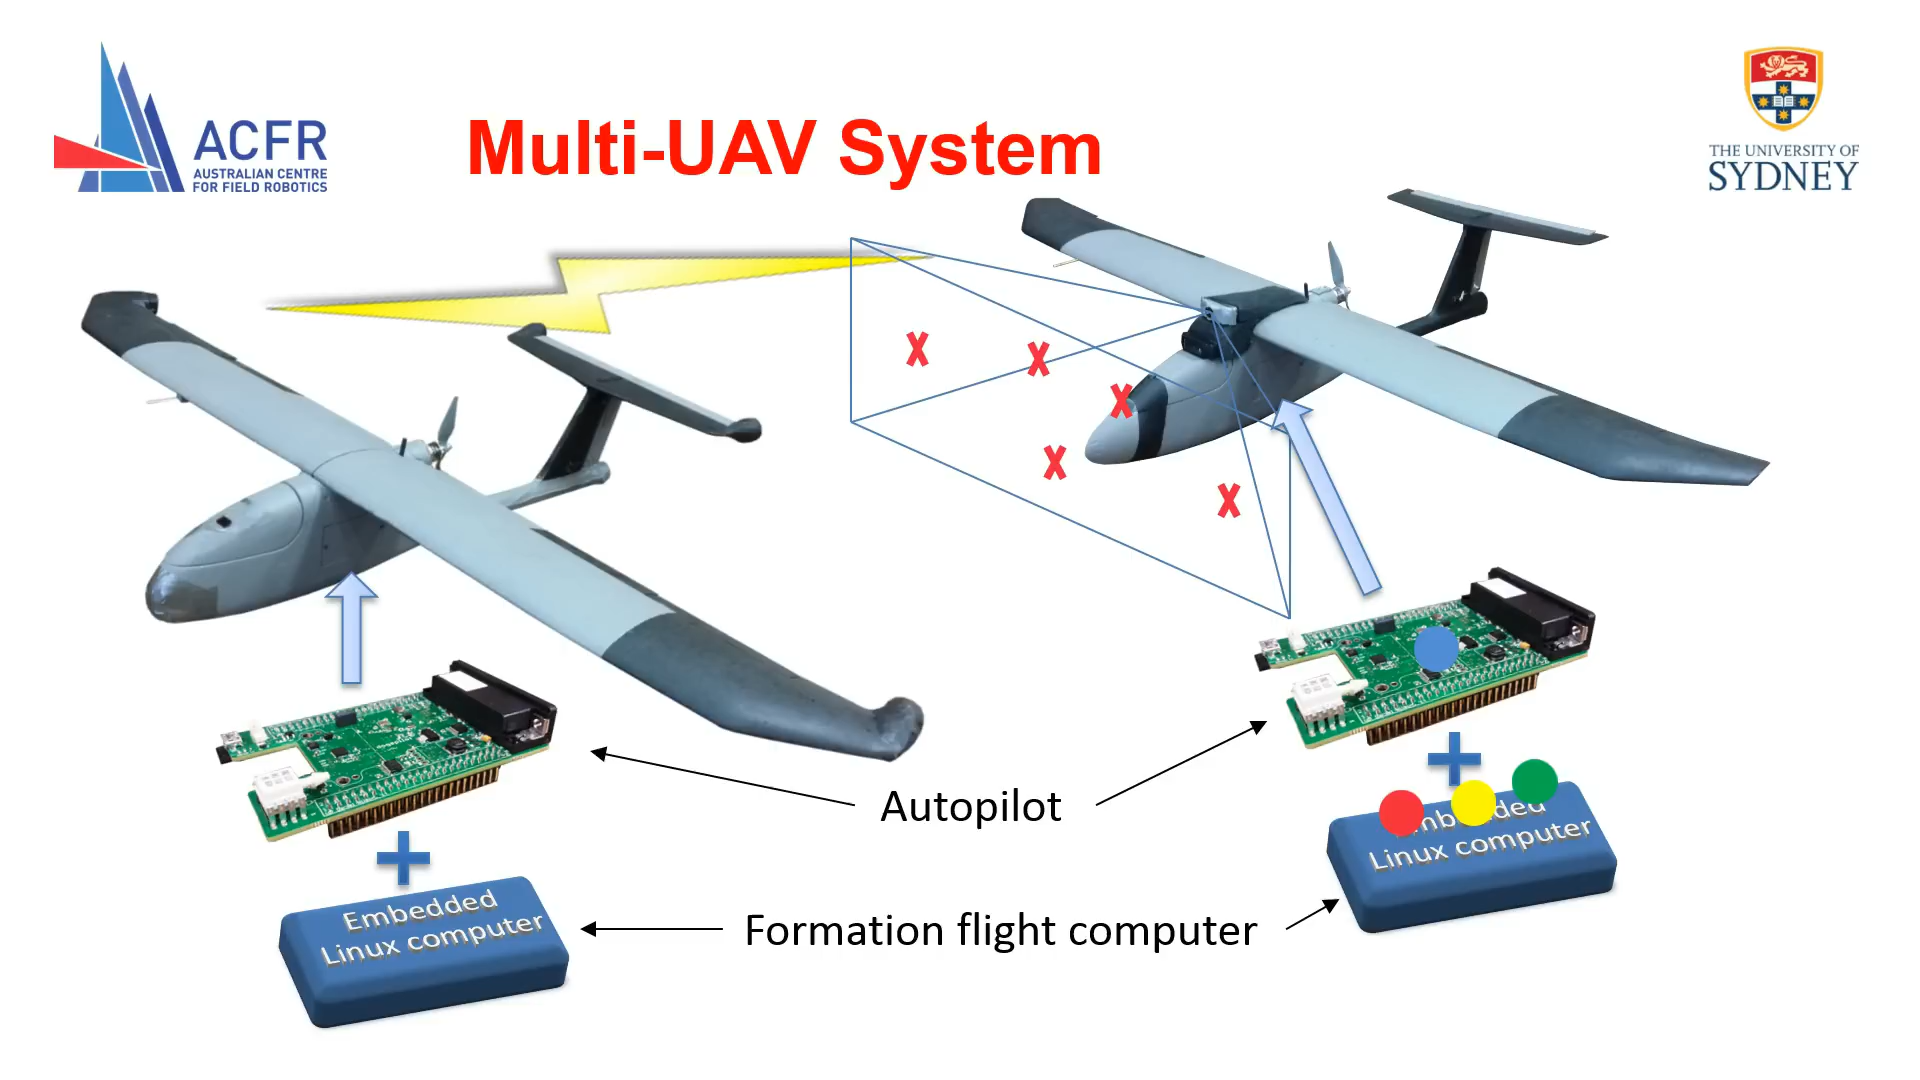 ACFR
AUSTRALIAN CENTRE
FOR FIELD ROBOTICS
Multi-UAV System
THE UNIVERSITY OF
SYDNEY
X
X
X
X
X
Autopilot
Embedded
Linux computer
Linux computer
Formation flight computer